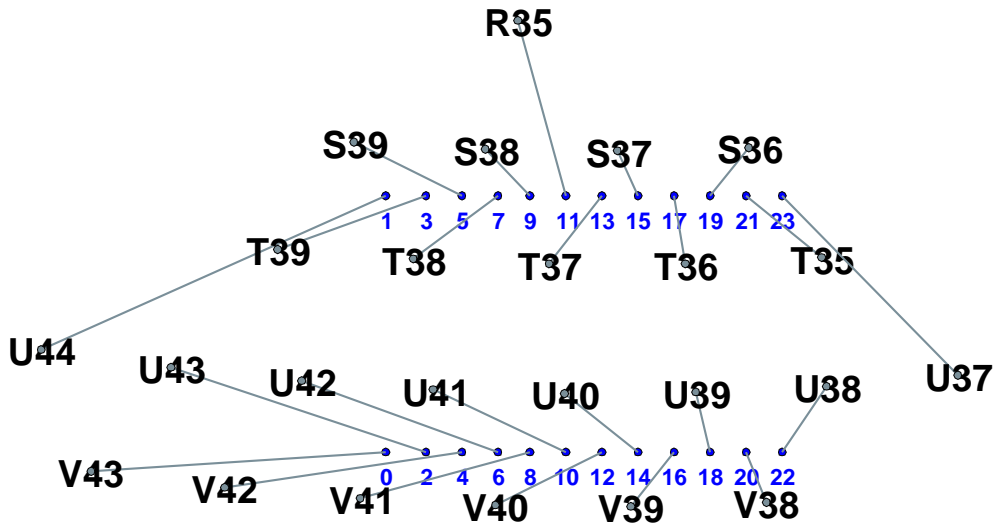 R35
S39 S38 S37 S36
1 3 5 7 9 11 13 15 17 19 21 23
T39 T38 T37 T36 T35
U44 U43 U42 U41 U40 U39 U38 U37
0 2 4 6 8 10 12 14 16 18 20 22
V43 V42 V41 V40 V39 V38